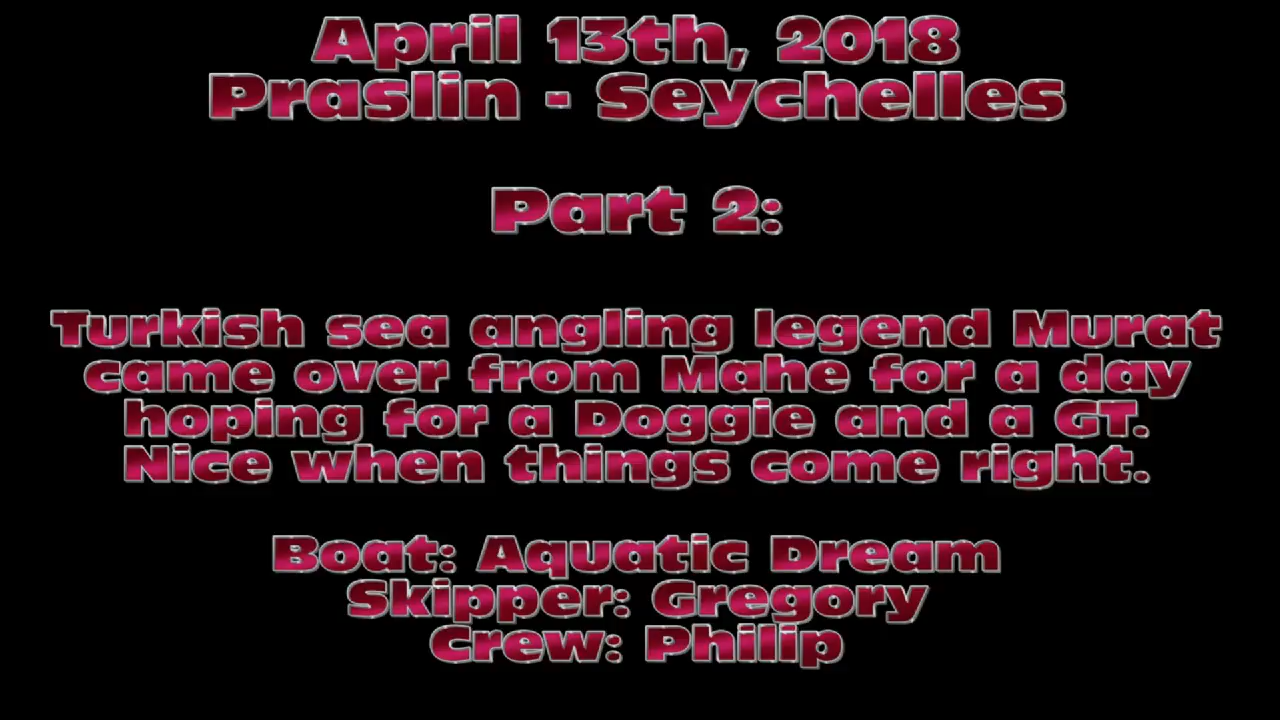 April 13th, 2018
Praslin - Seychelles
Part 2:
Turkish sea angling legend Murat
came over from Mahe for a day
hoping for a Doggie and a GT.
Nice when things come right.
Boat: Aquatic Dream
Skipper: Gregory
Crew: Philip